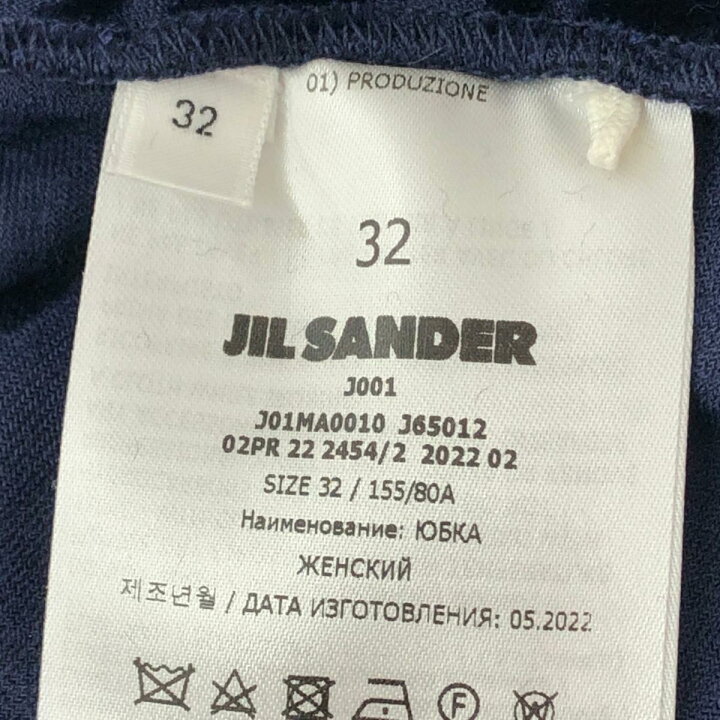 01) PRODUZIONE
32
32
JIL SANDER
J001
J01MA0010 J65012
02PR 22 2454/2 2022 02
SIZE 32 / 155/80A
Наименование: ЮБКА
ЖЕНСКИЙ
제조년월 / ДАТА ИЗГОТОВЛЕНИЯ: 05.2022
F
W